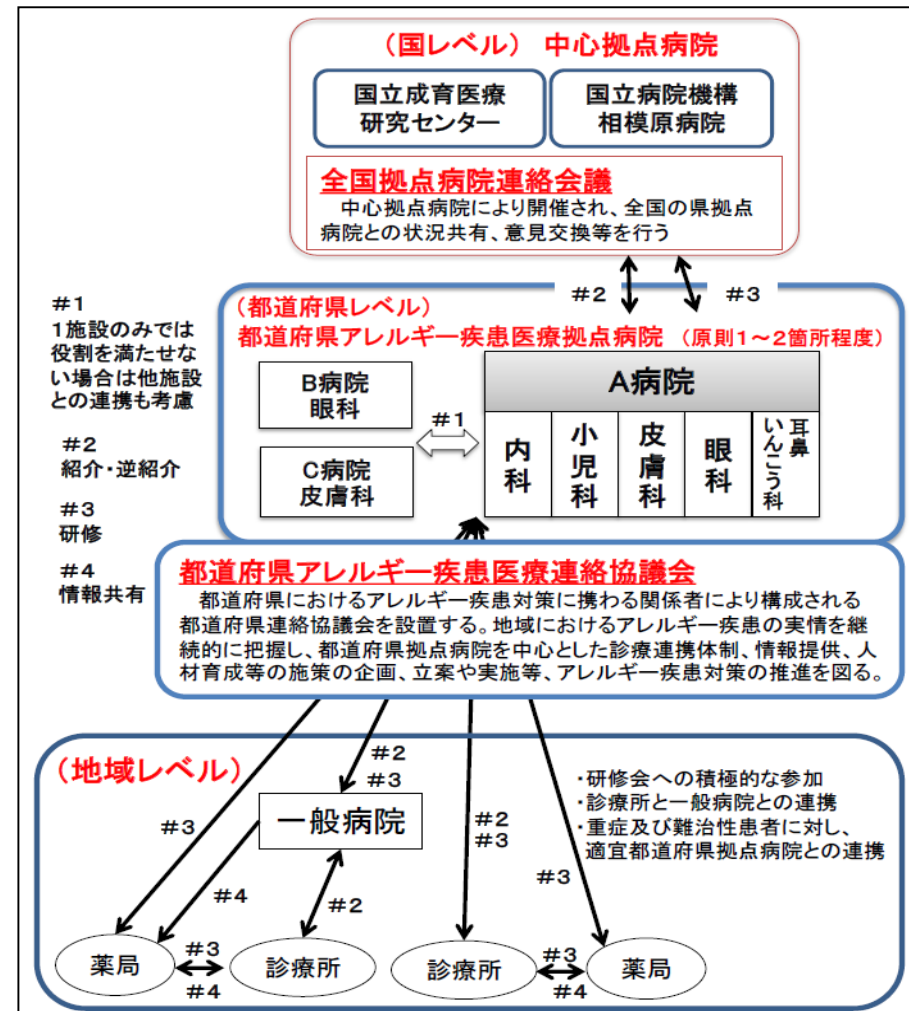 (国レベル) 中心拠点病院
国立成育医療
研究センター
国立病院機構
相模原病院
全国拠点病院連絡会議
中心拠点病院により開催され、全国の県拠点
病院との状況共有、意見交換等を行う
#2
#3
#1
1施設のみでは
役割を満たせな
い場合は他施設
との連携も考慮
#2
紹介・逆紹介
#3
研修
#4
情報共有
(都道府県レベル)
都道府県アレルギー疾患医療拠点病院 (原則1~2箇所程度)
B病院
眼科
C病院
皮膚科
#1
A病院
内科
小児科
皮膚科
眼科
耳鼻
いんこう科
都道府県アレルギー疾患医療連絡協議会
都道府県におけるアレルギー疾患対策に携わる関係者により構成される
都道府県連絡協議会を設置する。地域におけるアレルギー疾患の実情を継
続的に把握し、都道府県拠点病院を中心とした診療連携体制、情報提供、人
材育成等の施策の企画、立案や実施等、アレルギー疾患対策の推進を図る。
(地域レベル)
#2
#3
一般病院
#3
#4
#2
#2
#3
#3
・研修会への積極的な参加
・診療所と一般病院との連携
・重症及び難治性患者に対し、
適宜都道府県拠点病院との連携
薬局
#3
#4
診療所
診療所
#3
#4
薬局